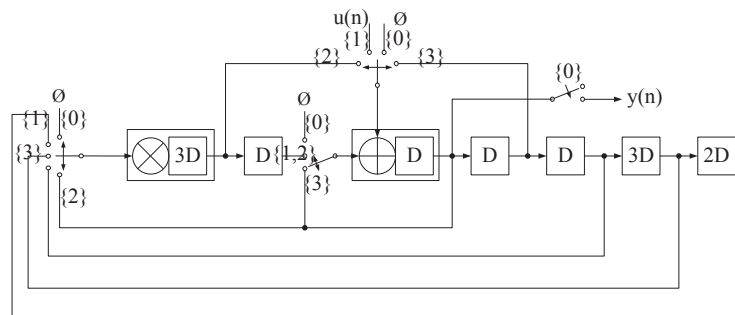 u(n) Ø
{1} {0}
{2} {3}
{0}
y(n)
Ø Ø
{1} {0} {0}
{3} 3D D {1,2} D D D 3D 2D
{2} {3}